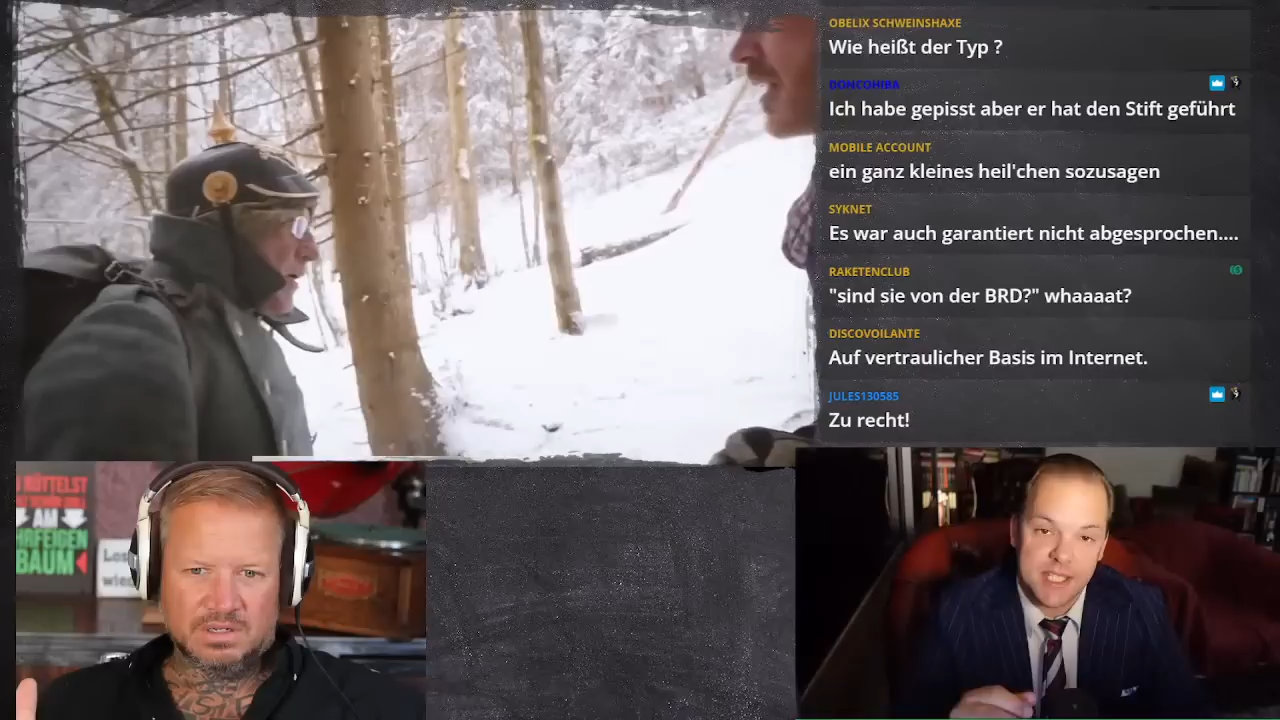 OBELIX SCHWEINSHAXE
Wie heißt der Typ ?
DONCOHIBA
Ich habe gepisst aber er hat den Stift geführt
MOBILE ACCOUNT
ein ganz kleines heil'chen sozusagen
SYKNET
Es war auch garantiert nicht abgesprochen....
RAKETENCLUB
"sind sie von der BRD?" whaaaat?
DISCOVOILANTE
Auf vertraulicher Basis im Internet.
JULES130585
Zu recht!
RÜTTELST
AM
HRFEIGEN
BAUM